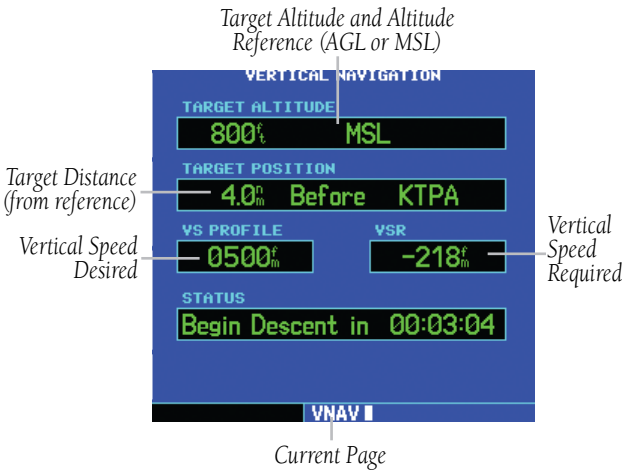 Target Altitude and Altitude
Reference (AGL or MSL)
VERTICAL NAVIGATION
TARGET ALTITUDE
800ft MSL
Target Distance
(from reference)
TARGET POSITION
4.0nm Before KTPA
Vertical Speed
Desired
VS PROFILE
0500fm
VSR
-218fm
Vertical
Speed
Required
STATUS
Begin Descent in 00:03:04
VNAV
Current Page